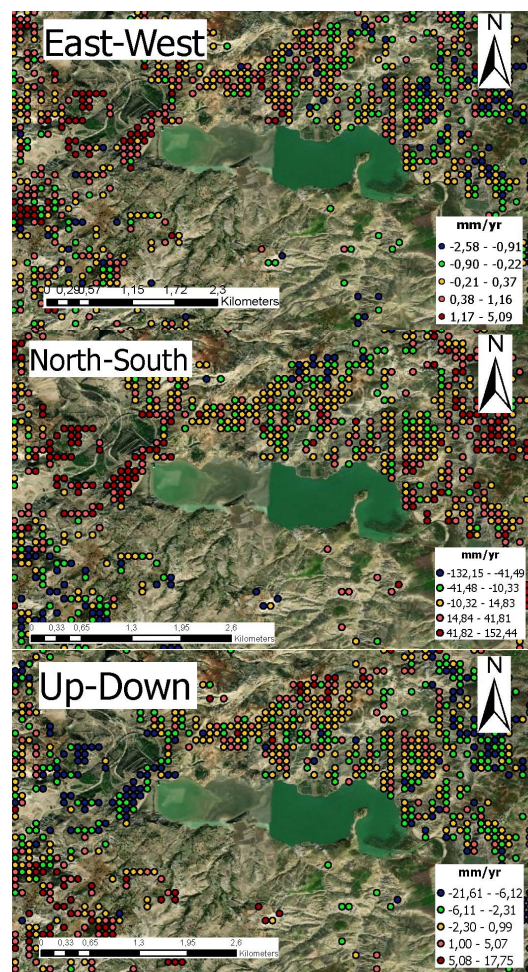 East-West
N
mm/yr
-2,58 - -0,91
-0,90 - -0,22
-0,21 - 0,37
0,38 - 1,16
1,17 - 5,09
0 0,29 0,57 1,15 1,72 2,3
Kilometers
North-South
N
mm/yr
-132,15 - -41,49
-41,48 - -10,33
-10,32 - 14,83
14,84 - 41,81
41,82 - 152,44
0 0,33 0,65 1,3 1,95 2,6
Kilometers
Up-Down
N
mm/yr
-21,61 - -6,12
-6,11 - -2,31
-2,30 - 0,99
1,00 - 5,07
5,08 - 17,75
0 0,33 0,65 1,3 1,95 2,6
Kilometers